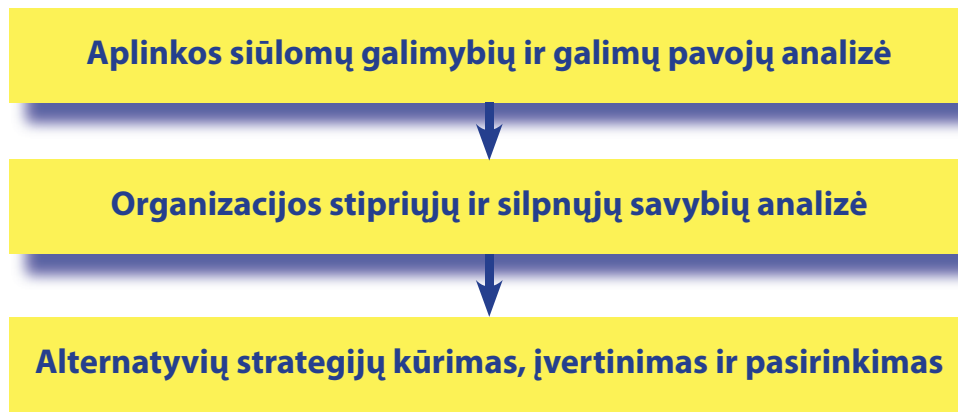 Aplinkos siūlomų galimybių ir galimų pavojų analizė
Organizacijos stipriųjų ir silpnųjų savybių analizė
Alternatyvių strategijų kūrimas, įvertinimas ir pasirinkimas